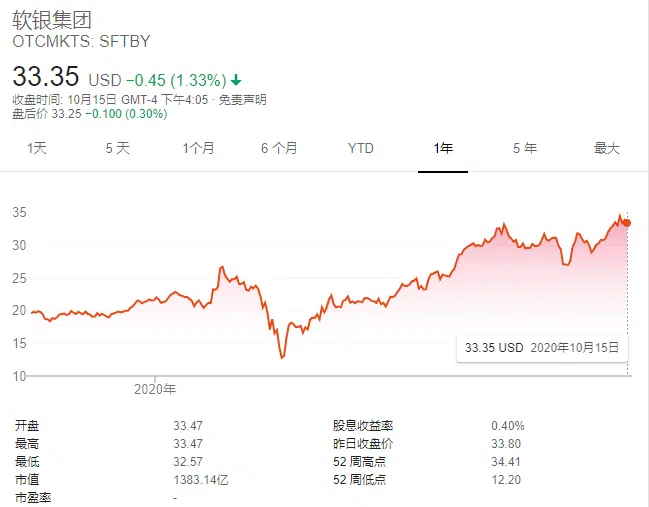 软银集团
OTCMKTS: SFTBY
33.35 USD −0.45 (1.33%)
收盘时间: 10月15日 GMT-4 下午4:05 · 免责声明
盘后价 33.25 −0.100 (0.30%)
1天 5 天 1个月 6 个月 YTD 1年 5 年 最大
35
30
25
20
15
10
33.35 USD 2020年10月15日
2020年
开盘 33.47 股息收益率 0.40%
最高 33.47 昨日收盘价 33.80
最低 32.57 52 周高点 34.41
市值 1383.14亿 52 周低点 12.20
市盈率 -